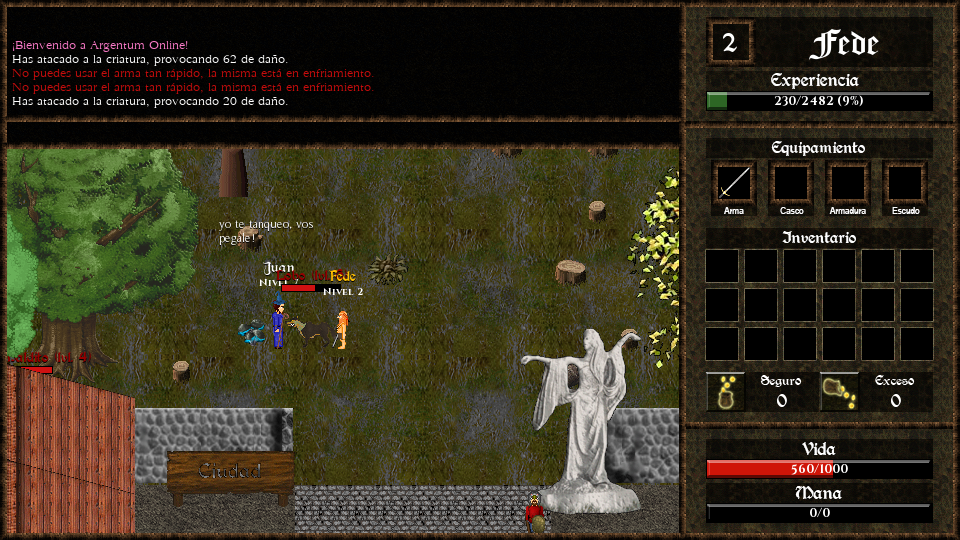 ¡Bienvenido a Argentum Online!
Has atacado a la criatura, provocando 62 de daño.
No puedes usar el arma tan rápido, la misma está en enfriamiento.
No puedes usar el arma tan rápido, la misma está en enfriamiento.
Has atacado a la criatura, provocando 20 de daño.
yo te tanqueo, vos
pegale!
Juan
Nivel
Fede
Nivel 2
Ciudad
2
Fede
Experiencia
230/2482 (9%)
Equipamiento
Arma
Casco
Armadura
Escudo
Inventario
Seguro
0
Exceso
0
Vida
560/1000
Mana
0/0